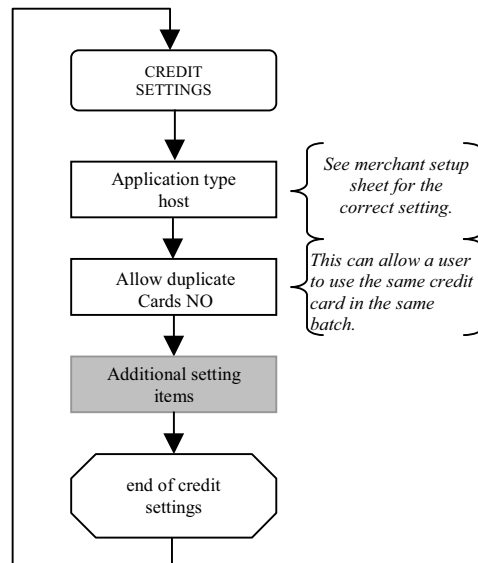 CREDIT
SETTINGS
Application type
host
See merchant setup
sheet for the
correct setting.
Allow duplicate
Cards NO
This can allow a user
to use the same credit
card in the same
batch.
Additional setting
items
end of credit
settings